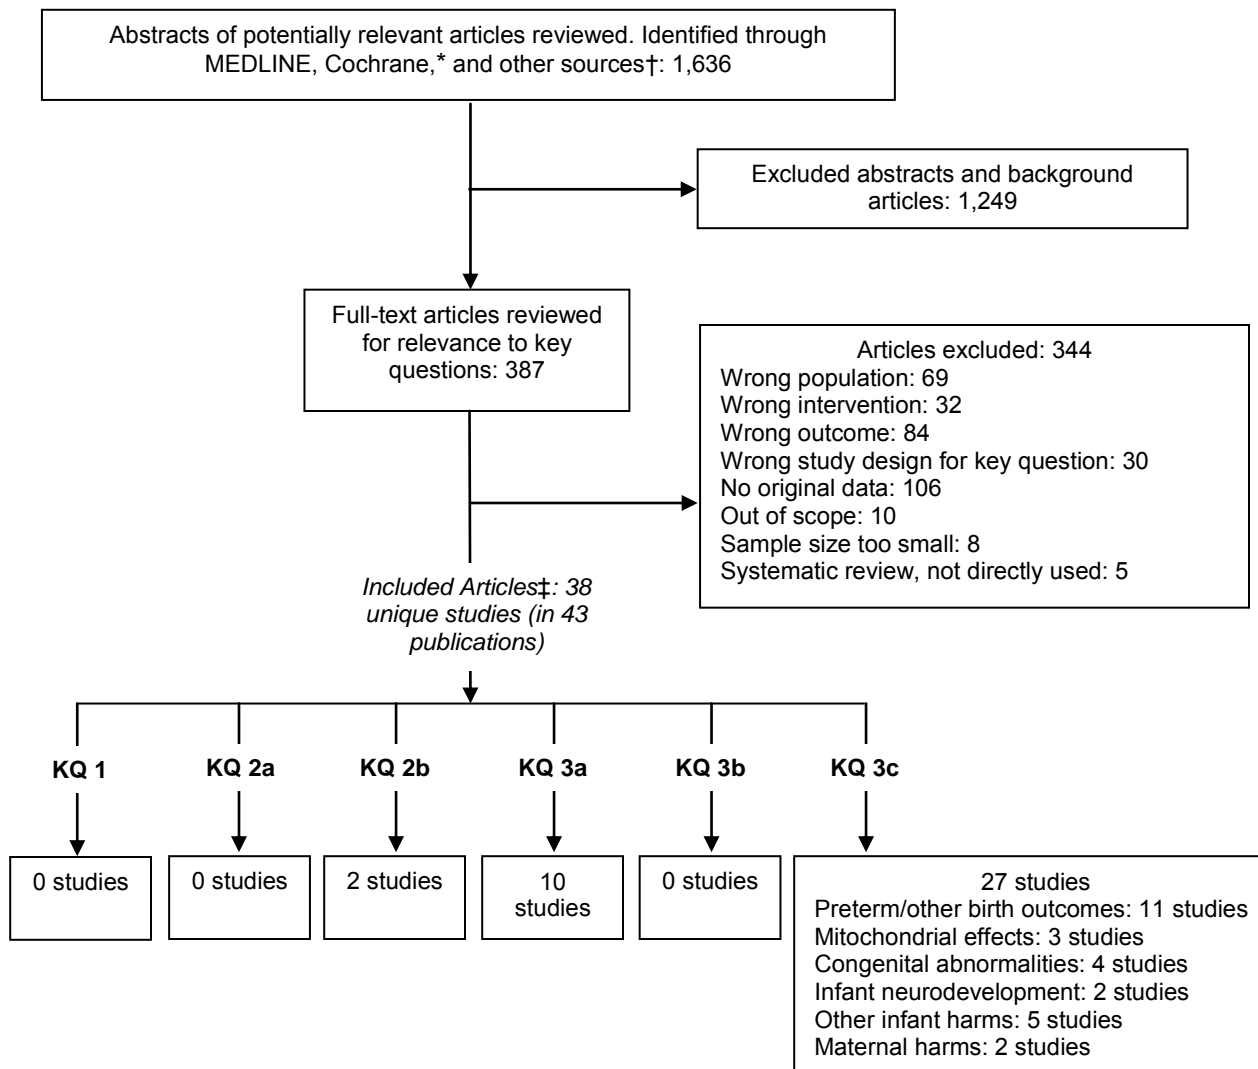 Abstracts of potentially relevant articles reviewed. Identified through
MEDLINE, Cochrane,* and other sources†: 1,636
Excluded abstracts and background
articles: 1,249
Full-text articles reviewed
for relevance to key
questions: 387
Articles excluded: 344
Wrong population: 69
Wrong intervention: 32
Wrong outcome: 84
Wrong study design for key question: 30
No original data: 106
Out of scope: 10
Sample size too small: 8
Systematic review, not directly used: 5
Included Articles‡: 38
unique studies (in 43
publications)
KQ 1
KQ 2a
KQ 2b
KQ 3a
KQ 3b
KQ 3c
0 studies
0 studies
2 studies
10
studies
0 studies
27 studies
Preterm/other birth outcomes: 11 studies
Mitochondrial effects: 3 studies
Congenital abnormalities: 4 studies
Infant neurodevelopment: 2 studies
Other infant harms: 5 studies
Maternal harms: 2 studies